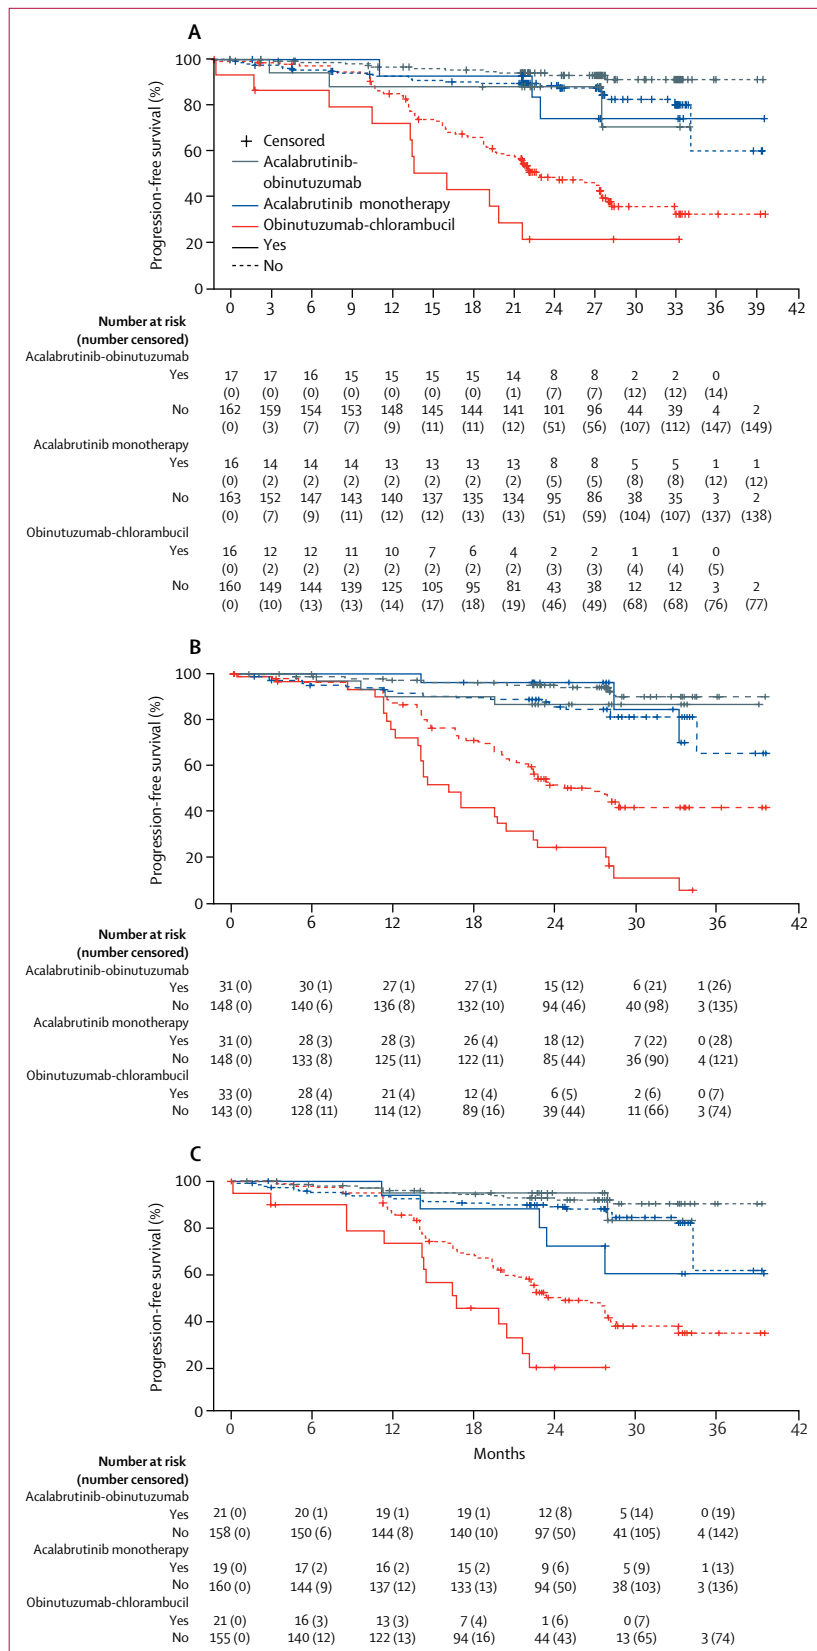 A
100
80
60
40
20
0
Progression-free survival (%)
Censored
Acalabrutinib-
obinutuzumab
Acalabrutinib monotherapy
Obinutuzumab-chlorambucil
Yes
No
0 3 6 9 12 15 18 21 24 27 30 33 36 39 42
Number at risk
(number censored)
Acalabrutinib-obinutuzumab
Yes 17 17 16 15 15 15 15 14 8 8 2 2 0
(0) (0) (0) (0) (0) (0) (0) (1) (7) (7) (12) (12) (14)
No 162 159 154 153 148 145 144 141 101 96 44 39 4 2
(0) (3) (7) (7) (9) (11) (11) (12) (51) (56) (107) (112) (147) (149)
Acalabrutinib monotherapy
Yes 16 14 14 14 13 13 13 13 8 8 5 5 1 1
(0) (2) (2) (2) (2) (2) (2) (2) (5) (5) (8) (8) (12) (12)
No 163 152 147 143 140 137 135 134 95 86 38 35 3 2
(0) (7) (9) (11) (12) (12) (13) (13) (51) (59) (104) (107) (137) (138)
Obinutuzumab-chlorambucil
Yes 16 12 12 11 10 7 6 4 2 2 1 1 0
(0) (2) (2) (2) (2) (2) (2) (2) (3) (3) (4) (4) (5)
No 160 149 144 139 125 105 95 81 43 38 12 12 3 2
(0) (10) (13) (13) (14) (17) (18) (19) (46) (49) (68) (68) (76) (77)
B
100
80
60
40
20
0
Progression-free survival (%)
0 6 12 18 24 30 36 42
Number at risk
(number censored)
Acalabrutinib-obinutuzumab
Yes 31 (0) 30 (1) 27 (1) 27 (1) 15 (12) 6 (21) 1 (26)
No 148 (0) 140 (6) 136 (8) 132 (10) 94 (46) 40 (98) 3 (135)
Acalabrutinib monotherapy
Yes 31 (0) 28 (3) 28 (3) 26 (4) 18 (12) 7 (22) 0 (28)
No 148 (0) 133 (8) 125 (11) 122 (11) 85 (44) 36 (90) 4 (121)
Obinutuzumab-chlorambucil
Yes 33 (0) 28 (4) 21 (4) 12 (4) 6 (5) 2 (6) 0 (7)
No 143 (0) 128 (11) 114 (12) 89 (16) 39 (44) 11 (66) 3 (74)
C
100
80
60
40
20
0
Progression-free survival (%)
0 6 12 18 24 30 36 42
Months
Number at risk
(number censored)
Acalabrutinib-obinutuzumab
Yes 21 (0) 20 (1) 19 (1) 19 (1) 12 (8) 5 (14) 0 (19)
No 158 (0) 150 (6) 144 (8) 140 (10) 97 (50) 41 (105) 4 (142)
Acalabrutinib monotherapy
Yes 19 (0) 17 (2) 16 (2) 15 (2) 9 (6) 5 (9) 1 (13)
No 160 (0) 144 (9) 137 (12) 133 (13) 94 (50) 38 (103) 3 (136)
Obinutuzumab-chlorambucil
Yes 21 (0) 16 (3) 13 (3) 7 (4) 1 (6) 0 (7)
No 155 (0) 140 (12) 122 (13) 94 (16) 44 (43) 13 (65) 3 (74)